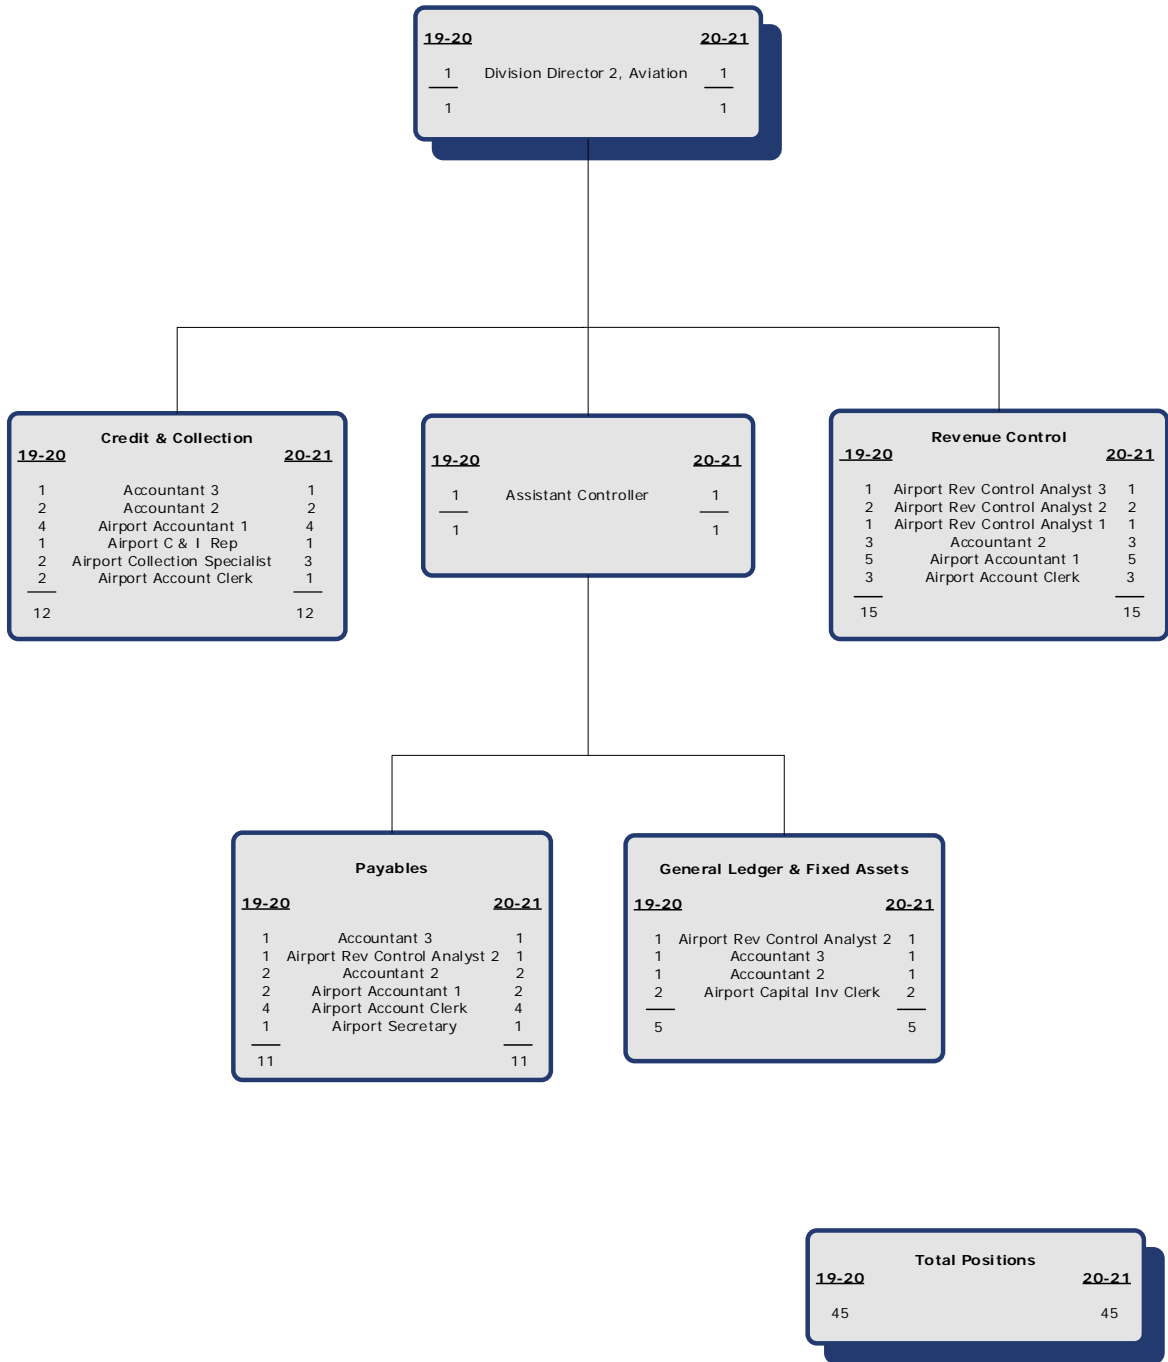 19-20 20-21
1 Division Director 2, Aviation 1
1 1
Credit & Collection
19-20 20-21
1 Accountant 3 1
2 Accountant 2 2
4 Airport Accountant 1 4
1 Airport C & I Rep 1
2 Airport Collection Specialist 3
2 Airport Account Clerk 1
12 12
19-20 20-21
1 Assistant Controller 1
1 1
Revenue Control
19-20 20-21
1 Airport Rev Control Analyst 3 1
2 Airport Rev Control Analyst 2 2
1 Airport Rev Control Analyst 1 1
3 Accountant 2 3
5 Airport Accountant 1 5
3 Airport Account Clerk 3
15 15
Payables
19-20 20-21
1 Accountant 3 1
1 Airport Rev Control Analyst 2 1
2 Accountant 2 2
2 Airport Accountant 1 2
4 Airport Account Clerk 4
1 Airport Secretary 1
11 11
General Ledger & Fixed Assets
19-20 20-21
1 Airport Rev Control Analyst 2 1
1 Accountant 3 1
1 Accountant 2 1
2 Airport Capital Inv Clerk 2
5 5
Total Positions
19-20 20-21
45 45